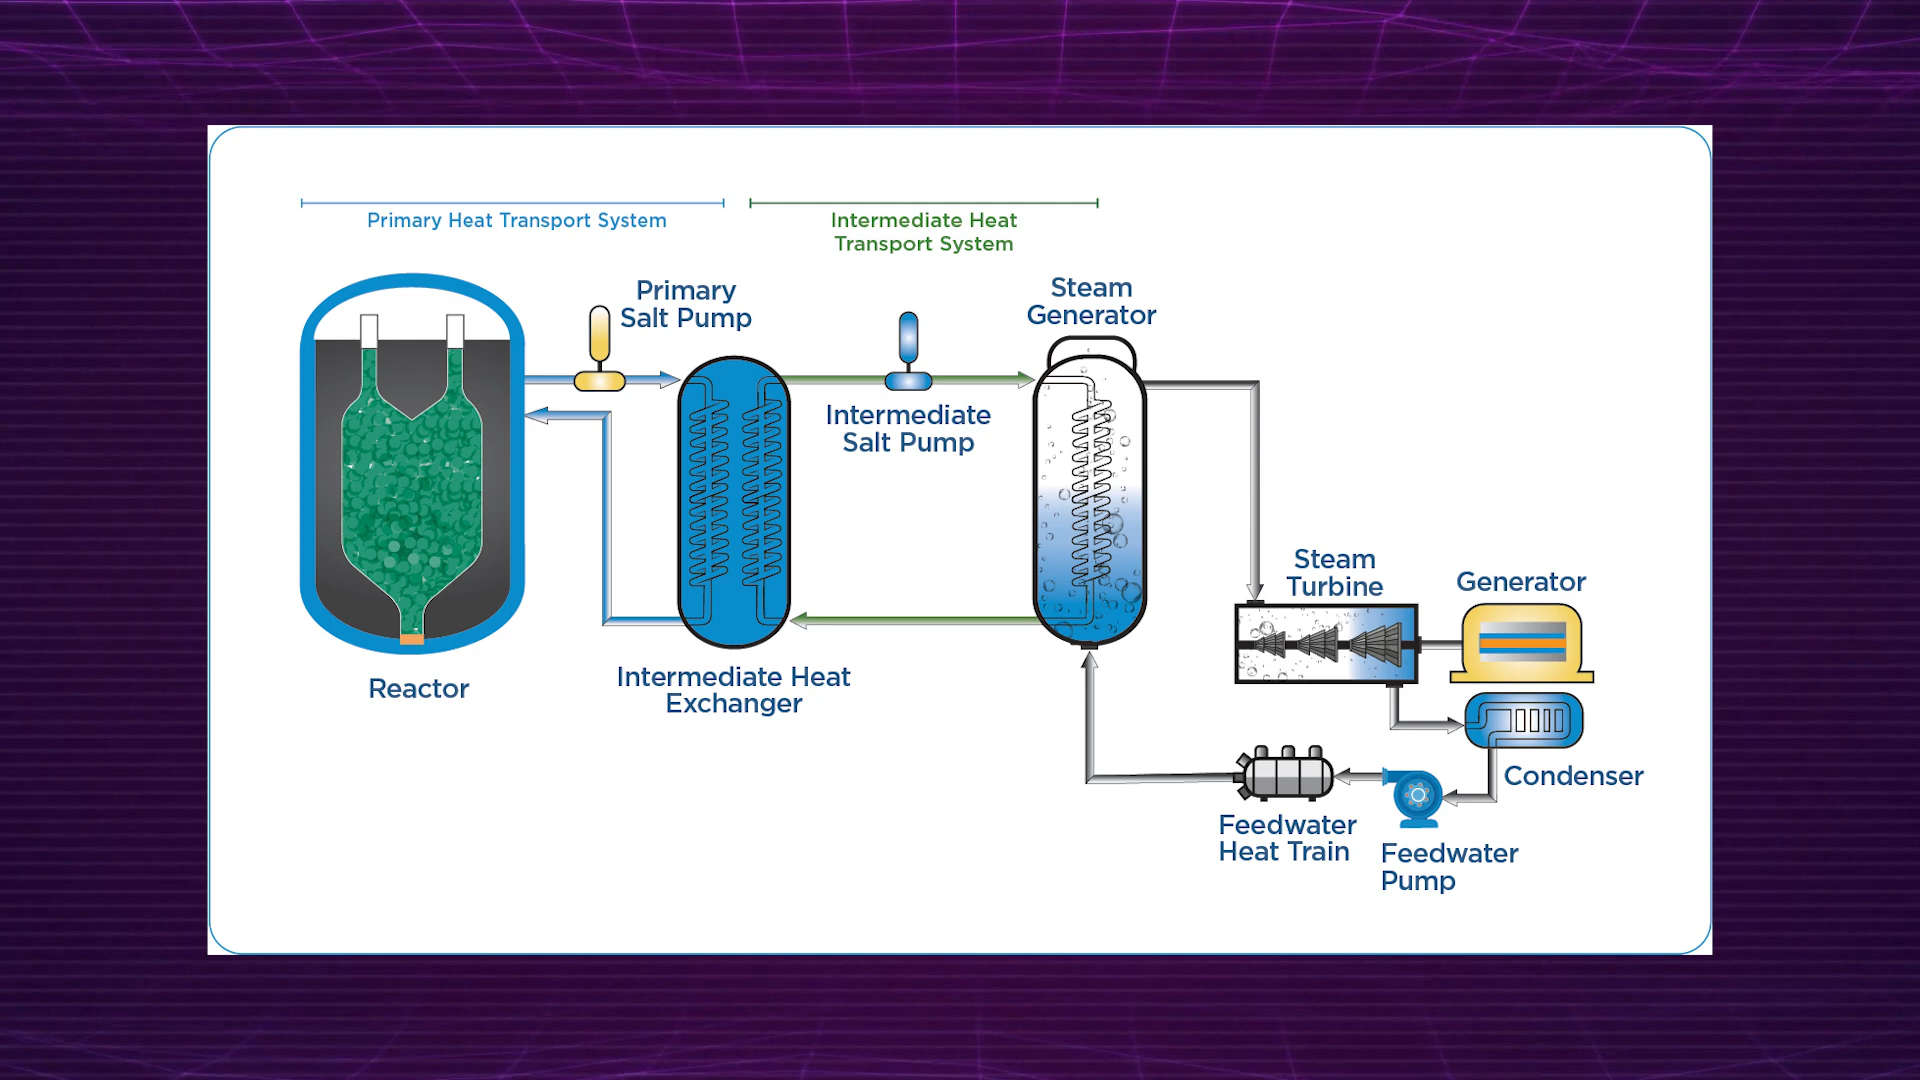 Primary Heat Transport System
Intermediate Heat
Transport System
Primary
Salt Pump
Steam
Generator
Intermediate
Salt Pump
Reactor
Intermediate Heat
Exchanger
Steam
Turbine
Generator
Condenser
Feedwater
Heat Train
Feedwater
Pump